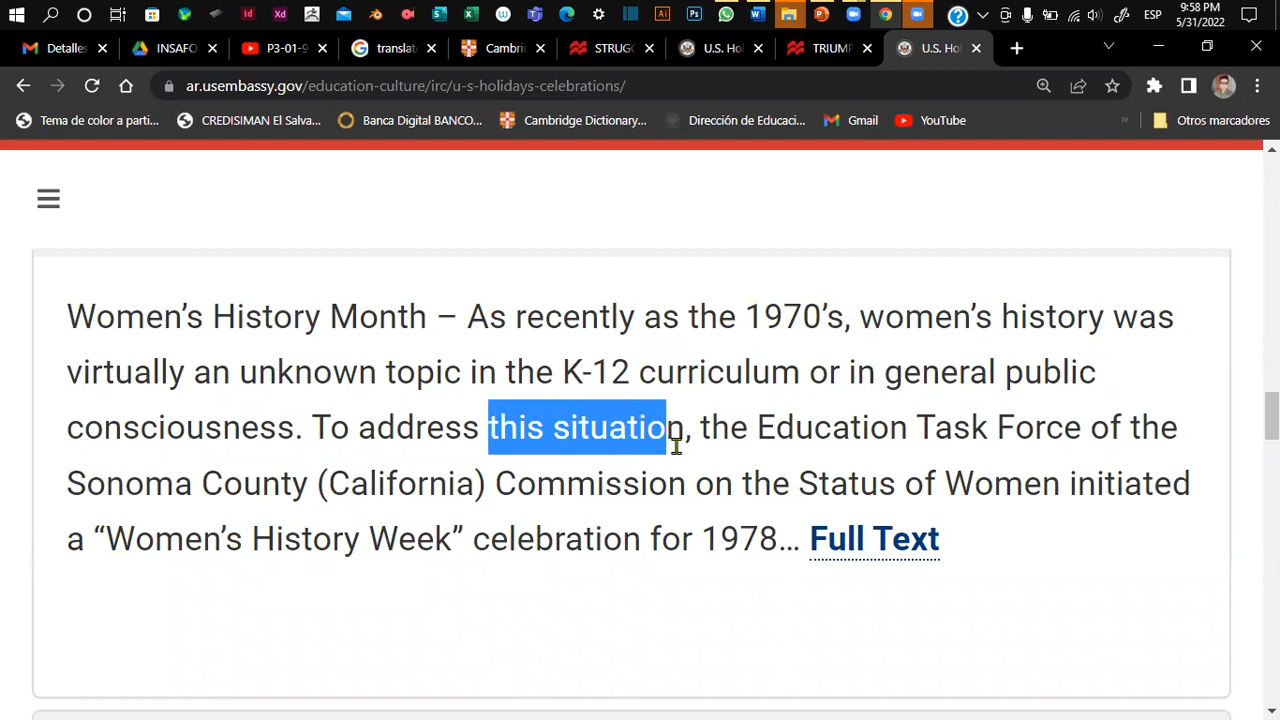 9:58 PM
ESP
5/31/2022
Detalles
INSAFO
P3-01-9
translat
Cambri
STRUGG
U.S. Hol
TRIUMP
U.S. Hol
ar.usembassy.gov/education-culture/irc/u-s-holidays-celebrations/
Tema de color a parti...
CREDISIMAN El Salva...
Banca Digital BANCO...
Cambridge Dictionary...
Dirección de Educaci...
Gmail
YouTube
Otros marcadores
Women’s History Month – As recently as the 1970’s, women’s history was
virtually an unknown topic in the K-12 curriculum or in general public
consciousness. To address this situation, the Education Task Force of the
Sonoma County (California) Commission on the Status of Women initiated
a “Women’s History Week” celebration for 1978… Full Text